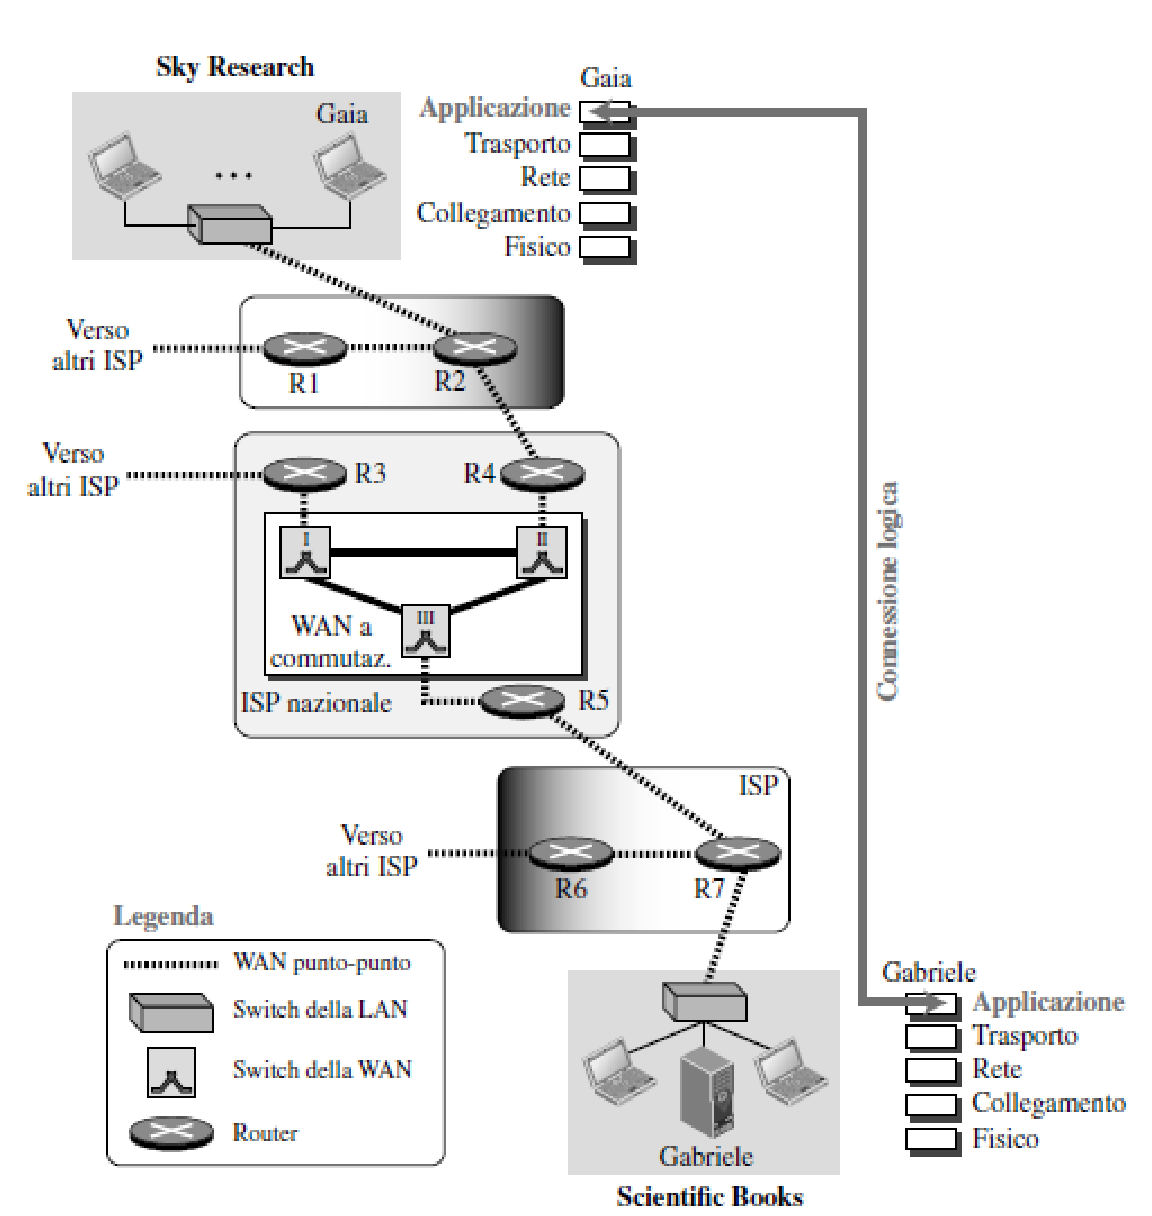 Sky Research
Gaia
Gaia
Applicazione
Trasporto
Rete
Collegamento
Fisico
Verso
altri ISP
R1
R2
Verso
altri ISP
R3
R4
I
II
III
WAN a
commutaz.
ISP nazionale
R5
Connessione logica
ISP
Verso
altri ISP
R6
R7
Legenda
WAN punto-punto
Switch della LAN
Switch della WAN
Router
Gabriele
Scientific Books
Gabriele
Applicazione
Trasporto
Rete
Collegamento
Fisico